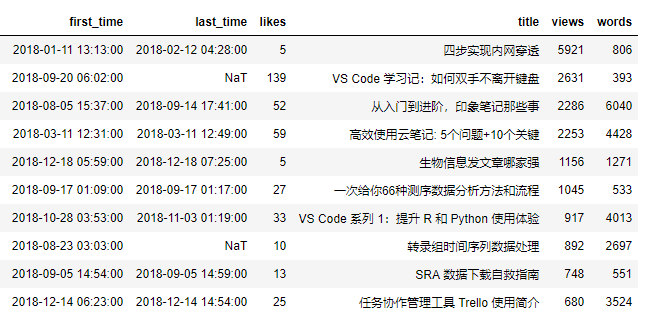 first_time last_time likes title views words
2018-01-11 13:13:00 2018-02-12 04:28:00 5 四步实现内网穿透 5921 806
2018-09-20 06:02:00 NaT 139 VS Code 学习记：如何双手不离开键盘 2631 393
2018-08-05 15:37:00 2018-09-14 17:41:00 52 从入门到进阶，印象笔记那些事 2286 6040
2018-03-11 12:31:00 2018-03-11 12:49:00 59 高效使用云笔记: 5个问题+10个关键 2253 4428
2018-12-18 05:59:00 2018-12-18 07:25:00 5 生物信息发文章哪家强 1156 1271
2018-09-17 01:09:00 2018-09-17 01:17:00 27 一次给你66种测序数据分析方法和流程 1045 533
2018-10-28 03:53:00 2018-11-03 01:19:00 33 VS Code 系列 1：提升 R 和 Python 使用体验 917 4013
2018-08-23 03:03:00 NaT 10 转录组时间序列数据处理 892 2697
2018-09-05 14:54:00 2018-09-05 14:59:00 13 SRA 数据下载自救指南 748 551
2018-12-14 06:23:00 2018-12-14 14:54:00 25 任务协作管理工具 Trello 使用简介 680 3524